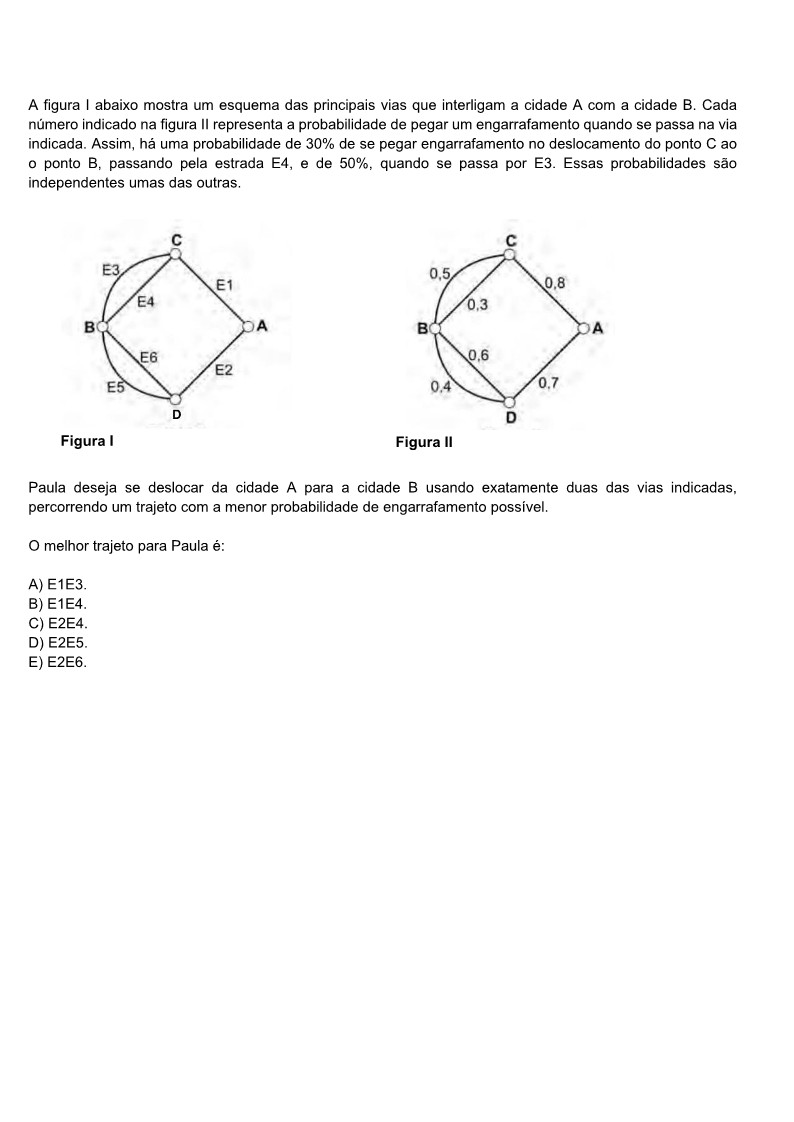 A figura I abaixo mostra um esquema das principais vias que interligam a cidade A com a cidade B. Cada
número indicado na figura II representa a probabilidade de pegar um engarrafamento quando se passa na via
indicada. Assim, há uma probabilidade de 30% de se pegar engarrafamento no deslocamento do ponto C ao
o ponto B, passando pela estrada E4, e de 50%, quando se passa por E3. Essas probabilidades são
independentes umas das outras.
C
E3
E1
E4
B
A
E6
E2
E5
D
Figura I
C
0,5
0,8
0,3
B
A
0,6
0,4
0,7
D
Figura II
Paula deseja se deslocar da cidade A para a cidade B usando exatamente duas das vias indicadas,
percorrendo um trajeto com a menor probabilidade de engarrafamento possível.
O melhor trajeto para Paula é:
A) E1E3.
B) E1E4.
C) E2E4.
D) E2E5.
E) E2E6.